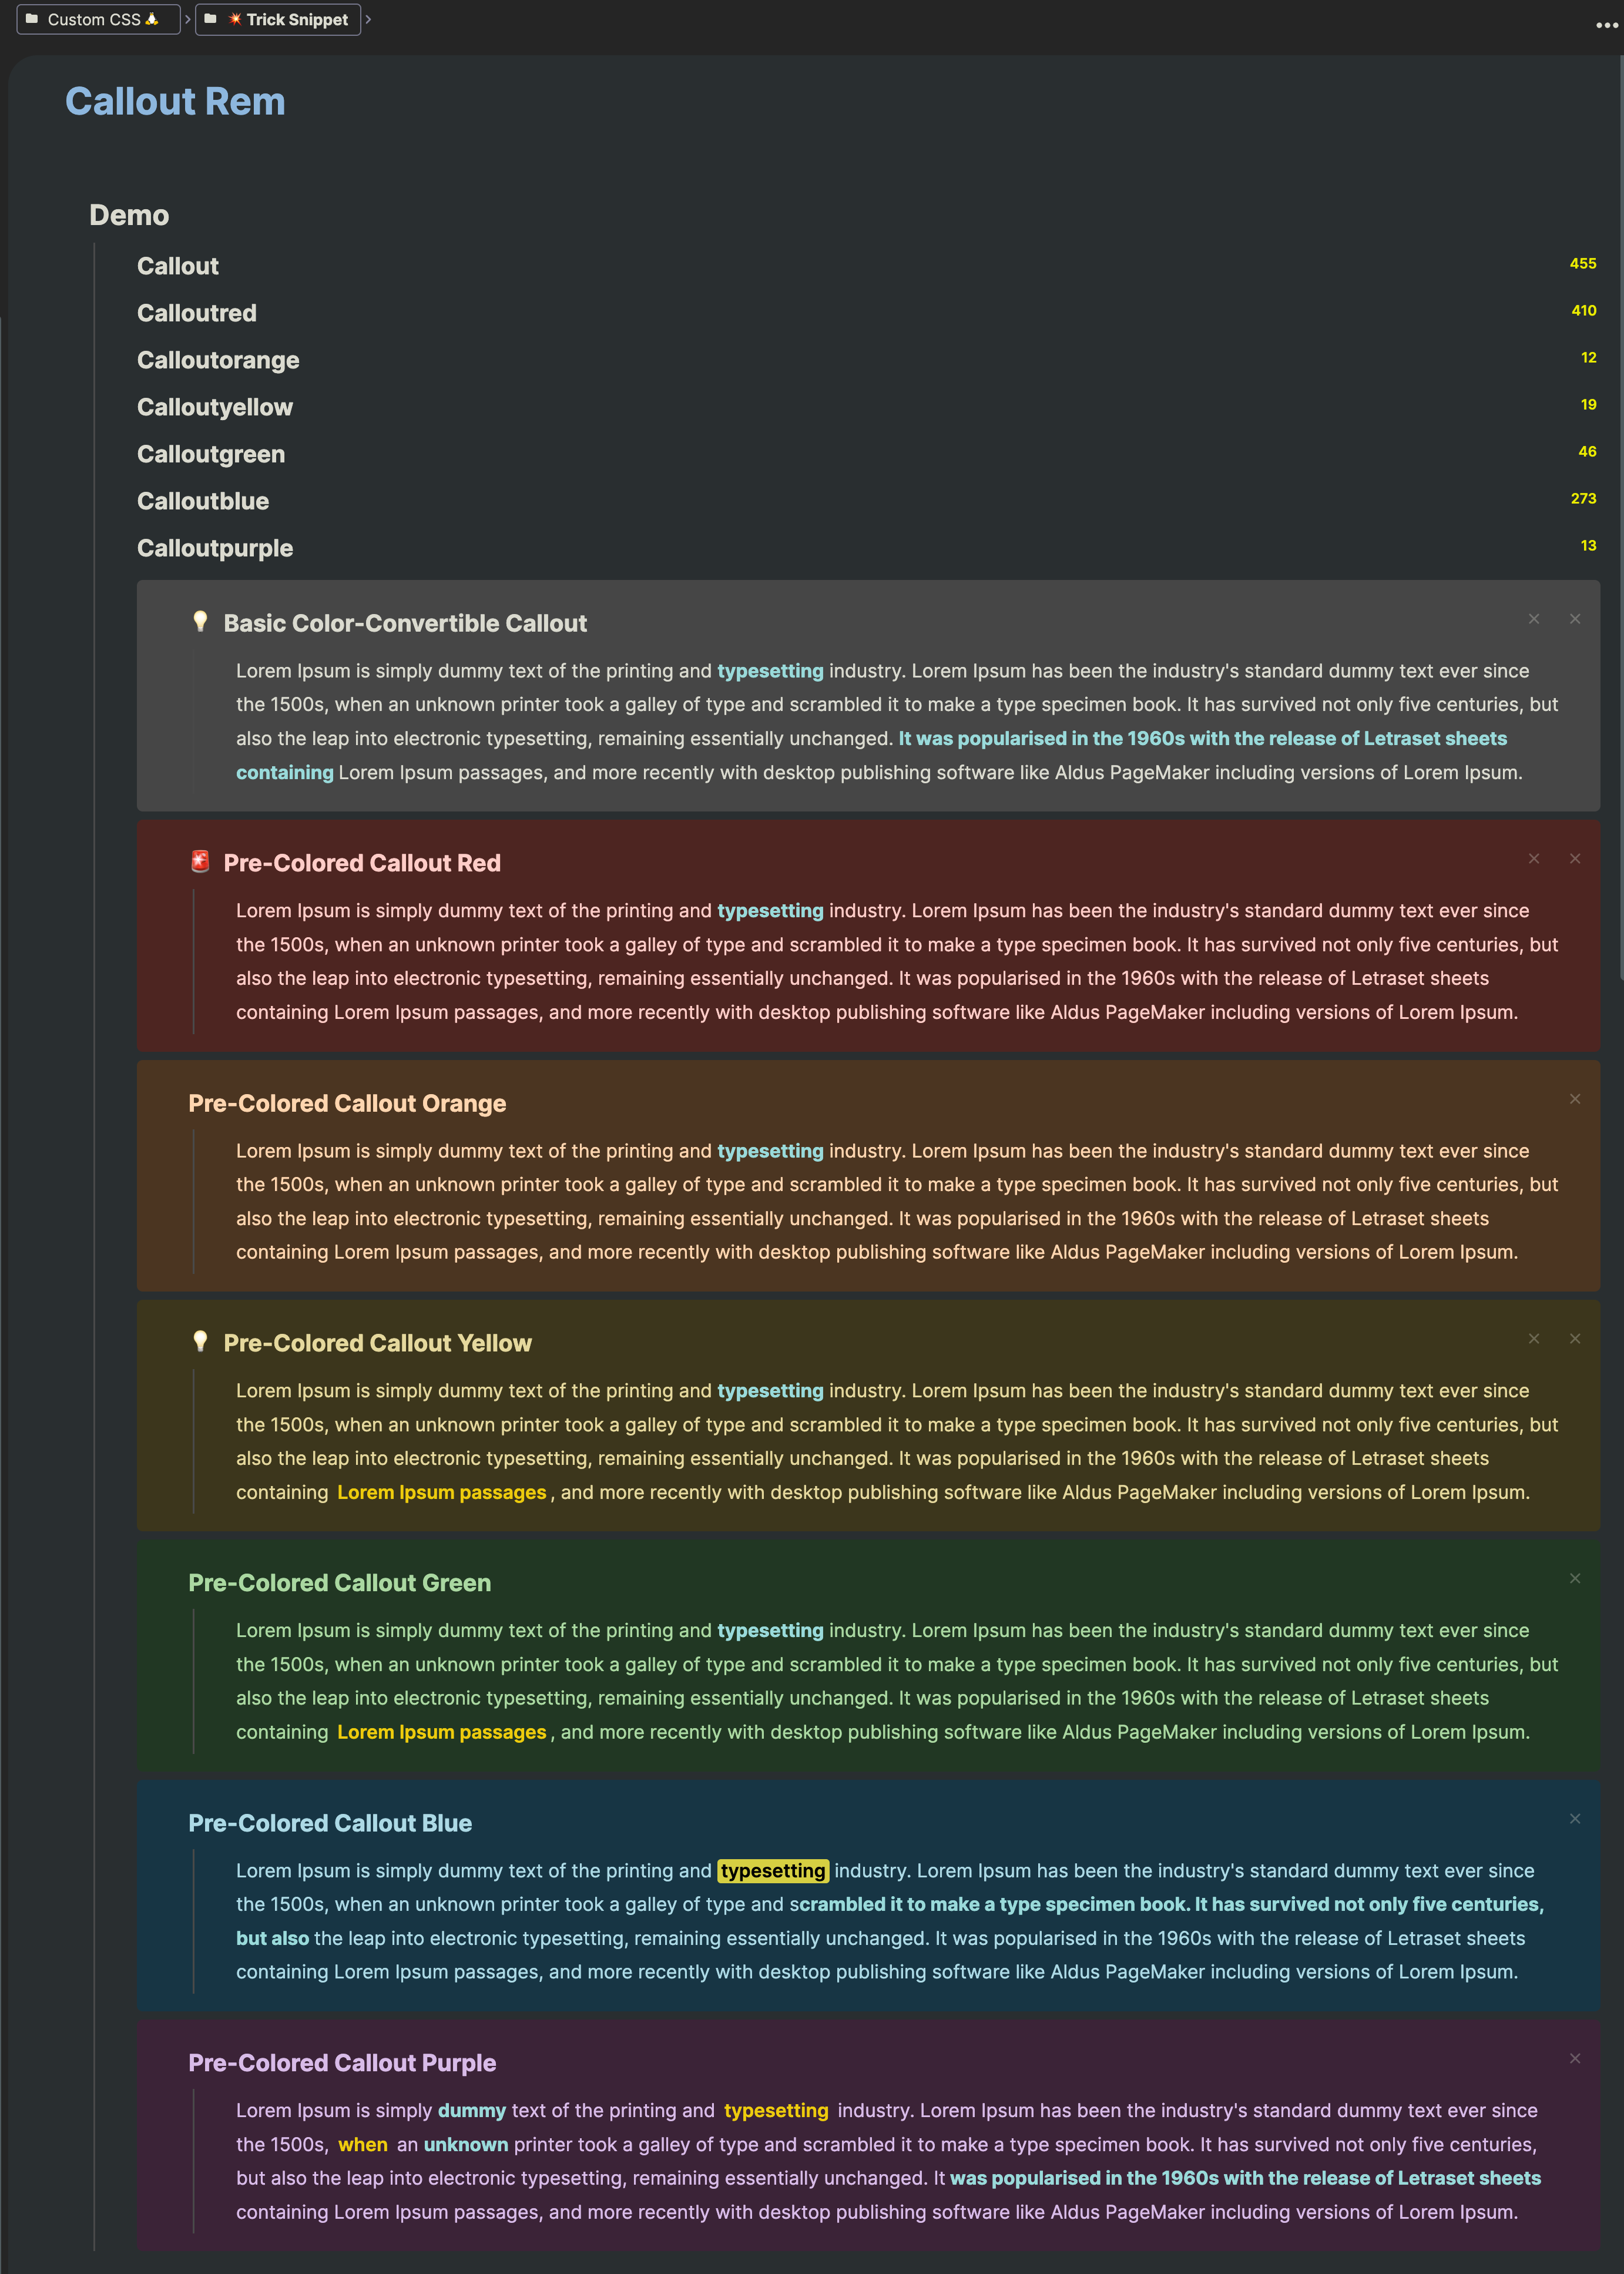 Custom CSS
Trick Snippet
Callout Rem
Demo
Callout 455
Calloutred 410
Calloutorange 12
Calloutyellow 19
Calloutgreen 46
Calloutblue 273
Calloutpurple 13
Basic Color-Convertible Callout
Lorem Ipsum is simply dummy text of the printing and typesetting industry. Lorem Ipsum has been the industry's standard dummy text ever since
the 1500s, when an unknown printer took a galley of type and scrambled it to make a type specimen book. It has survived not only five centuries, but
also the leap into electronic typesetting, remaining essentially unchanged. It was popularised in the 1960s with the release of Letraset sheets
containing Lorem Ipsum passages, and more recently with desktop publishing software like Aldus PageMaker including versions of Lorem Ipsum.
Pre-Colored Callout Red
Lorem Ipsum is simply dummy text of the printing and typesetting industry. Lorem Ipsum has been the industry's standard dummy text ever since
the 1500s, when an unknown printer took a galley of type and scrambled it to make a type specimen book. It has survived not only five centuries, but
also the leap into electronic typesetting, remaining essentially unchanged. It was popularised in the 1960s with the release of Letraset sheets
containing Lorem Ipsum passages, and more recently with desktop publishing software like Aldus PageMaker including versions of Lorem Ipsum.
Pre-Colored Callout Orange
Lorem Ipsum is simply dummy text of the printing and typesetting industry. Lorem Ipsum has been the industry's standard dummy text ever since
the 1500s, when an unknown printer took a galley of type and scrambled it to make a type specimen book. It has survived not only five centuries, but
also the leap into electronic typesetting, remaining essentially unchanged. It was popularised in the 1960s with the release of Letraset sheets
containing Lorem Ipsum passages, and more recently with desktop publishing software like Aldus PageMaker including versions of Lorem Ipsum.
Pre-Colored Callout Yellow
Lorem Ipsum is simply dummy text of the printing and typesetting industry. Lorem Ipsum has been the industry's standard dummy text ever since
the 1500s, when an unknown printer took a galley of type and scrambled it to make a type specimen book. It has survived not only five centuries, but
also the leap into electronic typesetting, remaining essentially unchanged. It was popularised in the 1960s with the release of Letraset sheets
containing Lorem Ipsum passages, and more recently with desktop publishing software like Aldus PageMaker including versions of Lorem Ipsum.
Pre-Colored Callout Green
Lorem Ipsum is simply dummy text of the printing and typesetting industry. Lorem Ipsum has been the industry's standard dummy text ever since
the 1500s, when an unknown printer took a galley of type and scrambled it to make a type specimen book. It has survived not only five centuries, but
also the leap into electronic typesetting, remaining essentially unchanged. It was popularised in the 1960s with the release of Letraset sheets
containing Lorem Ipsum passages, and more recently with desktop publishing software like Aldus PageMaker including versions of Lorem Ipsum.
Pre-Colored Callout Blue
Lorem Ipsum is simply dummy text of the printing and typesetting industry. Lorem Ipsum has been the industry's standard dummy text ever since
the 1500s, when an unknown printer took a galley of type and scrambled it to make a type specimen book. It has survived not only five centuries,
but also the leap into electronic typesetting, remaining essentially unchanged. It was popularised in the 1960s with the release of Letraset sheets
containing Lorem Ipsum passages, and more recently with desktop publishing software like Aldus PageMaker including versions of Lorem Ipsum.
Pre-Colored Callout Purple
Lorem Ipsum is simply dummy text of the printing and typesetting industry. Lorem Ipsum has been the industry's standard dummy text ever since
the 1500s, when an unknown printer took a galley of type and scrambled it to make a type specimen book. It has survived not only five centuries,
but also the leap into electronic typesetting, remaining essentially unchanged. It was popularised in the 1960s with the release of Letraset sheets
containing Lorem Ipsum passages, and more recently with desktop publishing software like Aldus PageMaker including versions of Lorem Ipsum.